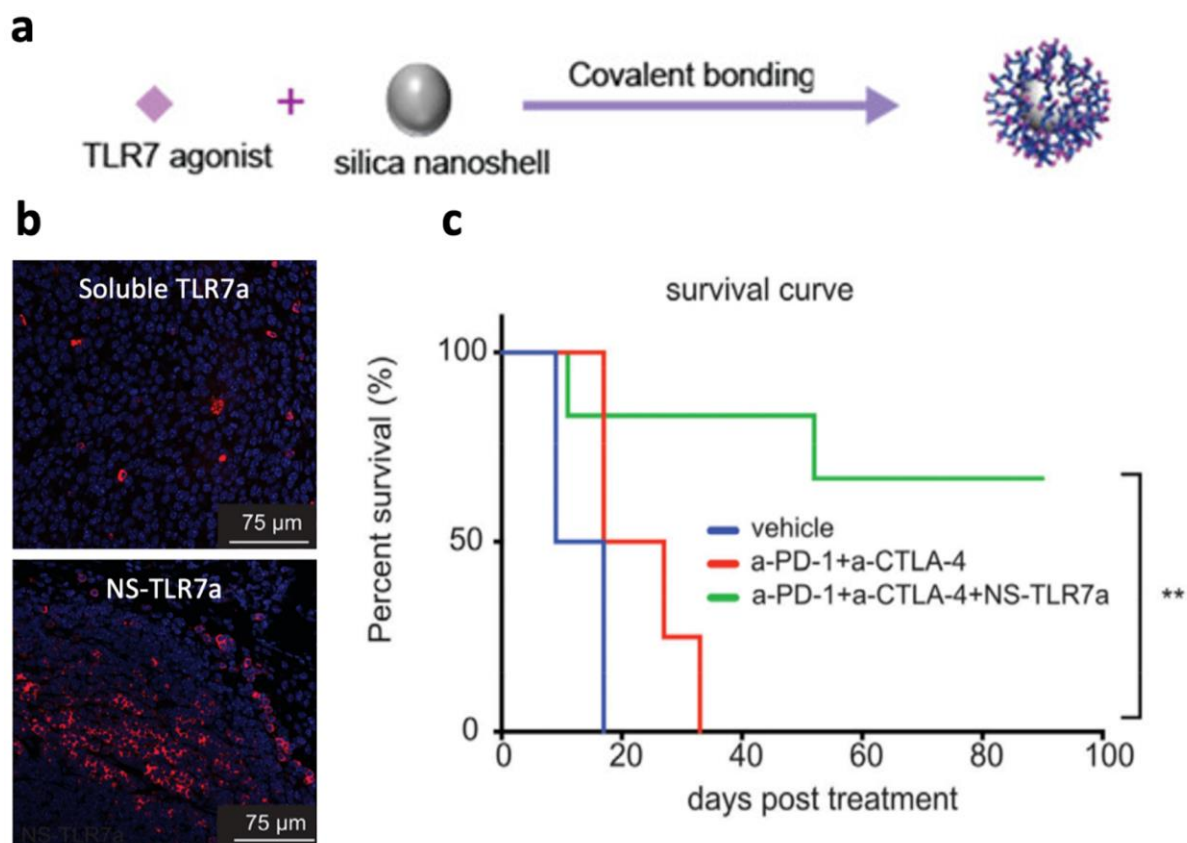 a
TLR7 agonist
+
silica nanoshell
Covalent bonding
b
Soluble TLR7a
75 µm
NS-TLR7a
75 µm
NS-TLR7a
c
survival curve
Percent survival (%)
100
50
0
vehicle
a-PD-1+a-CTLA-4
a-PD-1+a-CTLA-4+NS-TLR7a
**
0 20 40 60 80 100
days post treatment